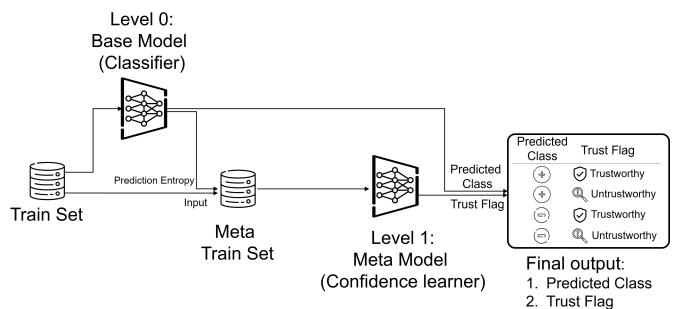 Level 0:
Base Model
(Classifier)
Train Set
Prediction Entropy
Input
Meta
Train Set
Level 1:
Meta Model
(Confidence learner)
Predicted
Class
Trust Flag
Predicted
Class
Trust Flag
Trustworthy
Untrustworthy
Trustworthy
Untrustworthy
Final output:
1. Predicted Class
2. Trust Flag